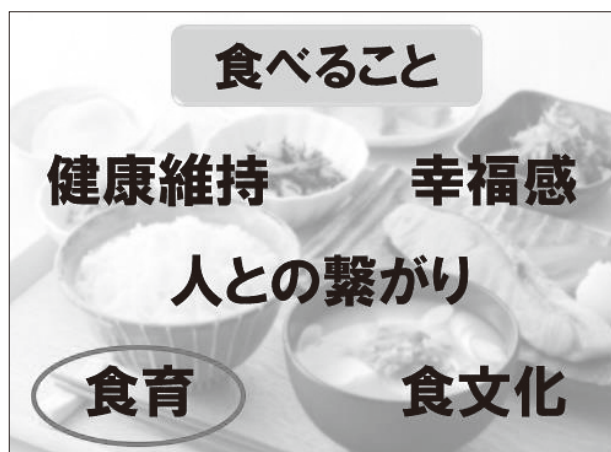 食べること
健康維持 幸福感
人との繋がり
食育 食文化